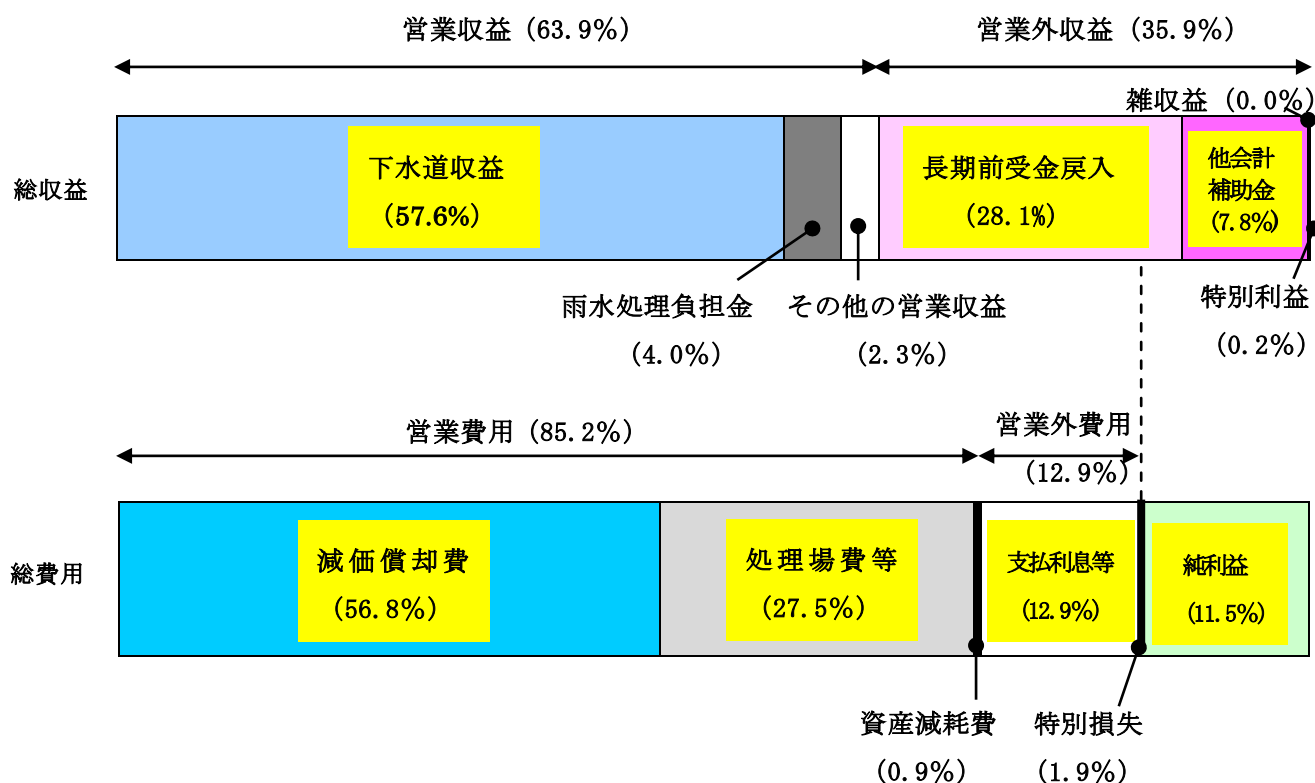 営業収益 (63.9%)
営業外収益 (35.9%)
雑収益 (0.0%)
総収益
下水道収益
(57.6%)
長期前受金戻入
(28.1%)
他会計
補助金
(7.8%)
雨水処理負担金
(4.0%)
その他の営業収益
(2.3%)
特別利益
(0.2%)
営業費用 (85.2%)
営業外費用
(12.9%)
総費用
減価償却費
(56.8%)
処理場費等
(27.5%)
支払利息等
(12.9%)
純利益
(11.5%)
資産減耗費
(0.9%)
特別損失
(1.9%)